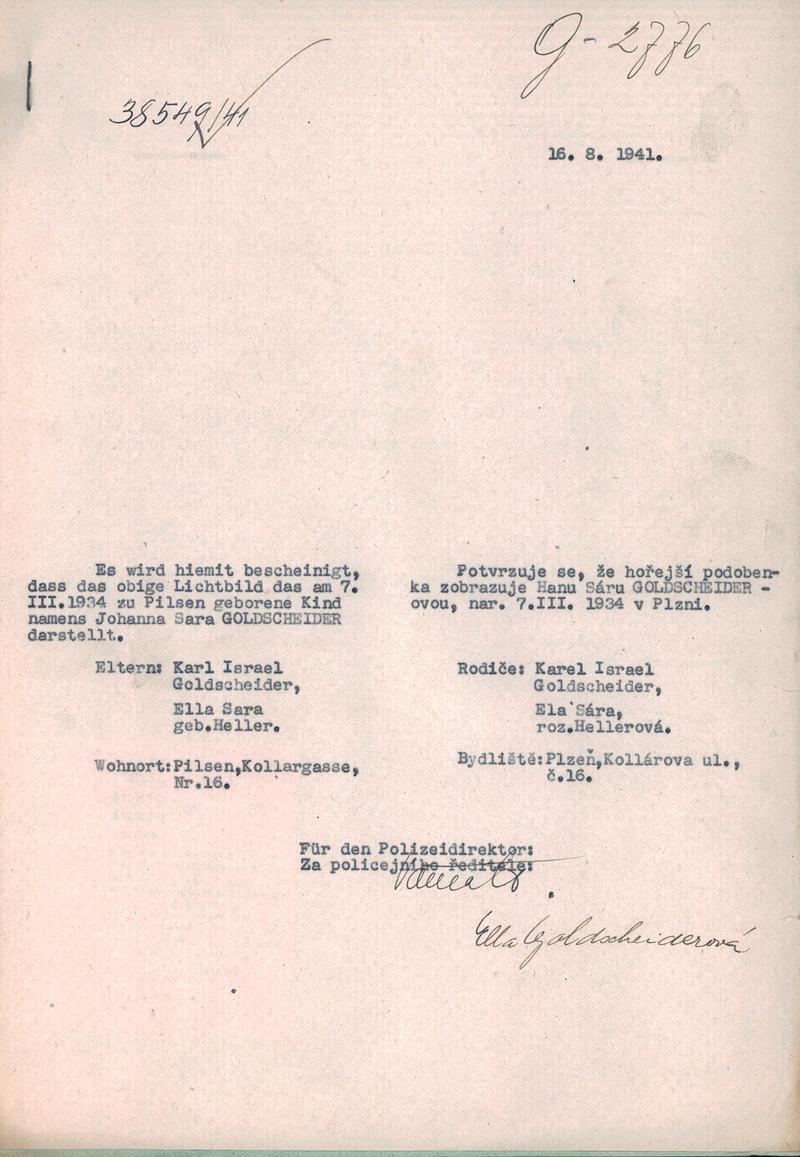 G - 2776
38549/41
16. 8. 1941.
Es wird hiemit bescheinigt,
dass das obige Lichtbild das am 7.
III.1934 zu Pilsen geborene Kind
namens Johanna Sara GOLDSCHEIDER
darstellt.
Eltern: Karl Israel
Goldscheider,
Ella Sara
geb.Heller.
Wohnort:Pilsen,Kollargasse,
Nr.16.
Potvrzuje se, že hořejší podoben-
ka zobrazuje Hanu Sáru GOLDSCHEIDER -
ovou, nar. 7.III. 1934 v Plzni.
Rodiče: Karel Israel
Goldscheider,
Ela Sára,
roz.Hellerová.
Bydliště:Plzeň,Kollárova ul.,
č.16.
Für den Polizeidirektor:
Za policejního ředitele:
Ella Goldscheiderová